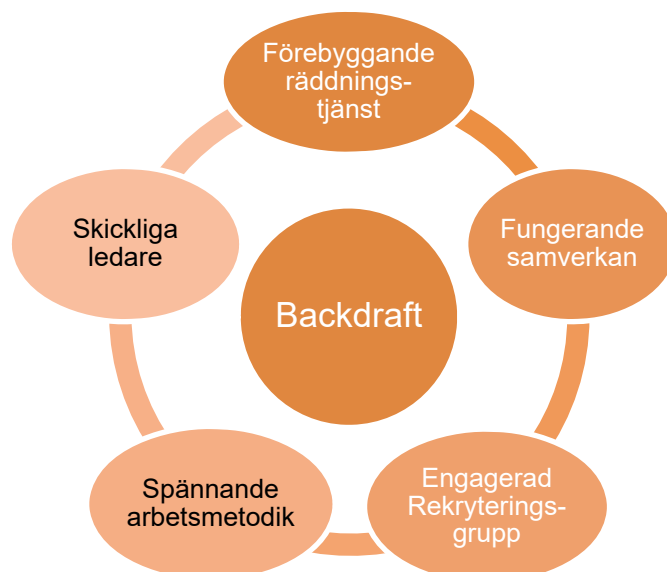 Förebyggande
räddnings-
tjänst
Skickliga
ledare
Fungerande
samverkan
Backdraft
Spännande
arbetsmetodik
Engagerad
Rekryterings-
grupp